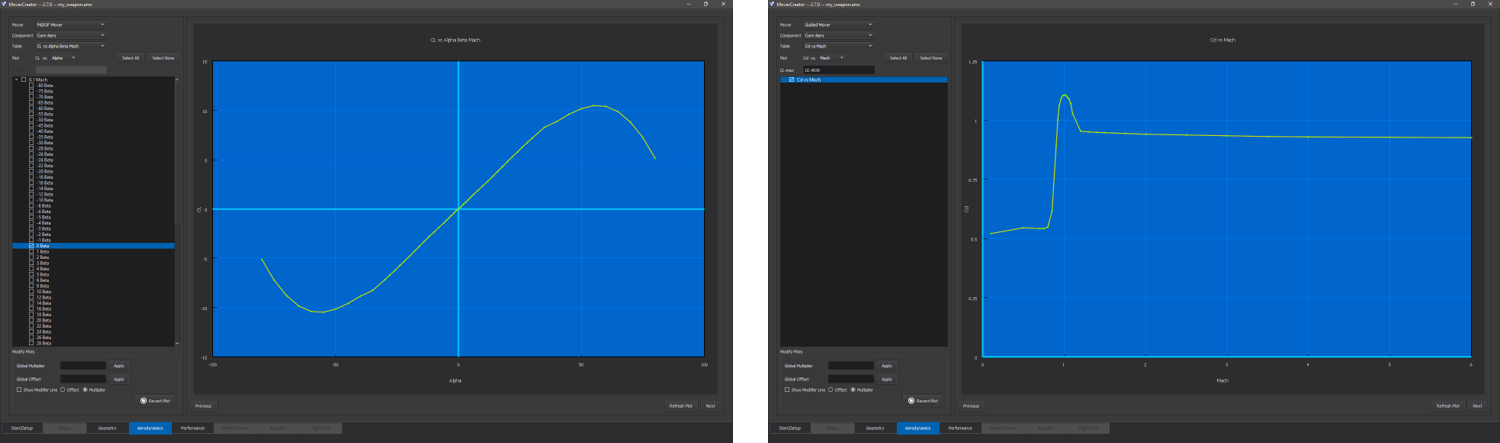 MoverCreator -- 2.7.0 -- my_weapon.amc
Mover P6DOF Mover
Component Core Aero
Table CL vs Alpha Beta Mach
Plot CL vs. Alpha Select All Select None
0.1 Mach
-80 Beta
-75 Beta
-70 Beta
-65 Beta
-60 Beta
-55 Beta
-50 Beta
-45 Beta
-40 Beta
-35 Beta
-30 Beta
-28 Beta
-26 Beta
-24 Beta
-22 Beta
-20 Beta
-18 Beta
-16 Beta
-14 Beta
-12 Beta
-10 Beta
-8 Beta
-6 Beta
-5 Beta
-4 Beta
-3 Beta
-2 Beta
-1 Beta
0 Beta
1 Beta
2 Beta
3 Beta
4 Beta
5 Beta
6 Beta
8 Beta
10 Beta
12 Beta
14 Beta
16 Beta
18 Beta
20 Beta
22 Beta
24 Beta
26 Beta
28 Beta
Modify Plots
Global Multiplier Apply
Global Offset Apply
Show Modifier Line Offset Multiplier
Revert Plot
CL vs Alpha Beta Mach
15
10
5
CL 0
-5
-10
-15
-100 -50 0 50 100
Alpha
Previous Refresh Plot Next
Start/Setup Geometry Aerodynamics Performance
MoverCreator -- 2.7.0 -- my_weapon.amc
Mover Guided Mover
Component Core Aero
Table Cd vs Mach
Plot Cd vs. Mach Select All Select None
CL max 10.4639
Cd vs Mach
Modify Plots
Global Multiplier Apply
Global Offset Apply
Show Modifier Line Offset Multiplier
Revert Plot
Cd vs Mach
1.25
1
0.75
Cd
0.5
0.25
0
0 1 2 3 4 5 6
Mach
Previous Refresh Plot Next
Start/Setup Geometry Aerodynamics Performance